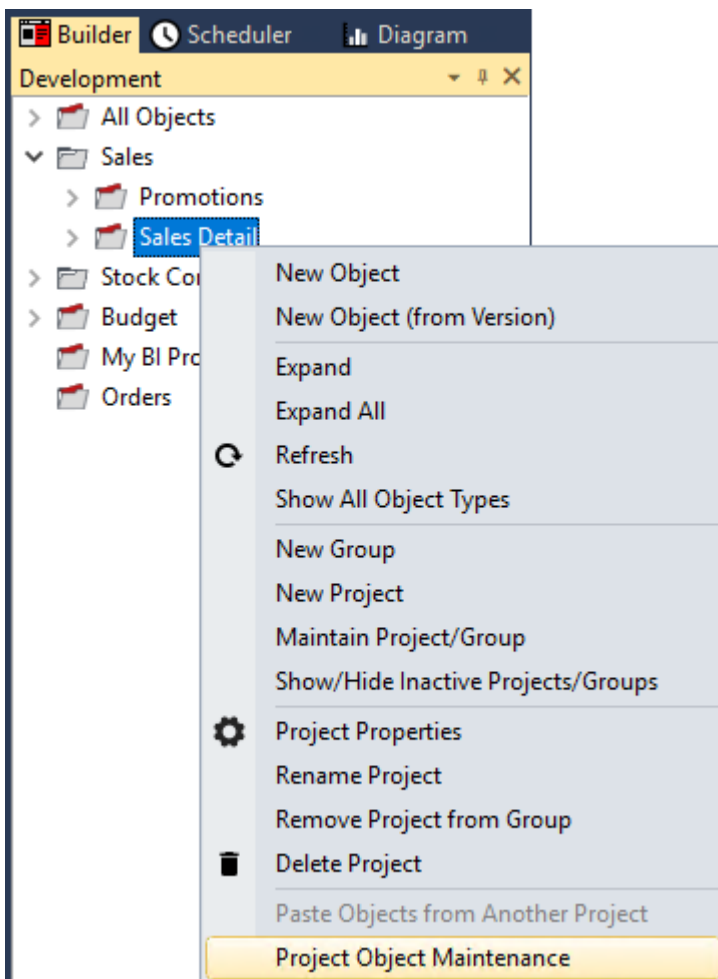 Builder Scheduler Diagram
Development
All Objects
Sales
Promotions
Sales Detail
Stock
Budget
My BI
Orders
New Object
New Object (from Version)
Expand
Expand All
Refresh
Show All Object Types
New Group
New Project
Maintain Project/Group
Show/Hide Inactive Projects/Groups
Project Properties
Rename Project
Remove Project from Group
Delete Project
Paste Objects from Another Project
Project Object Maintenance